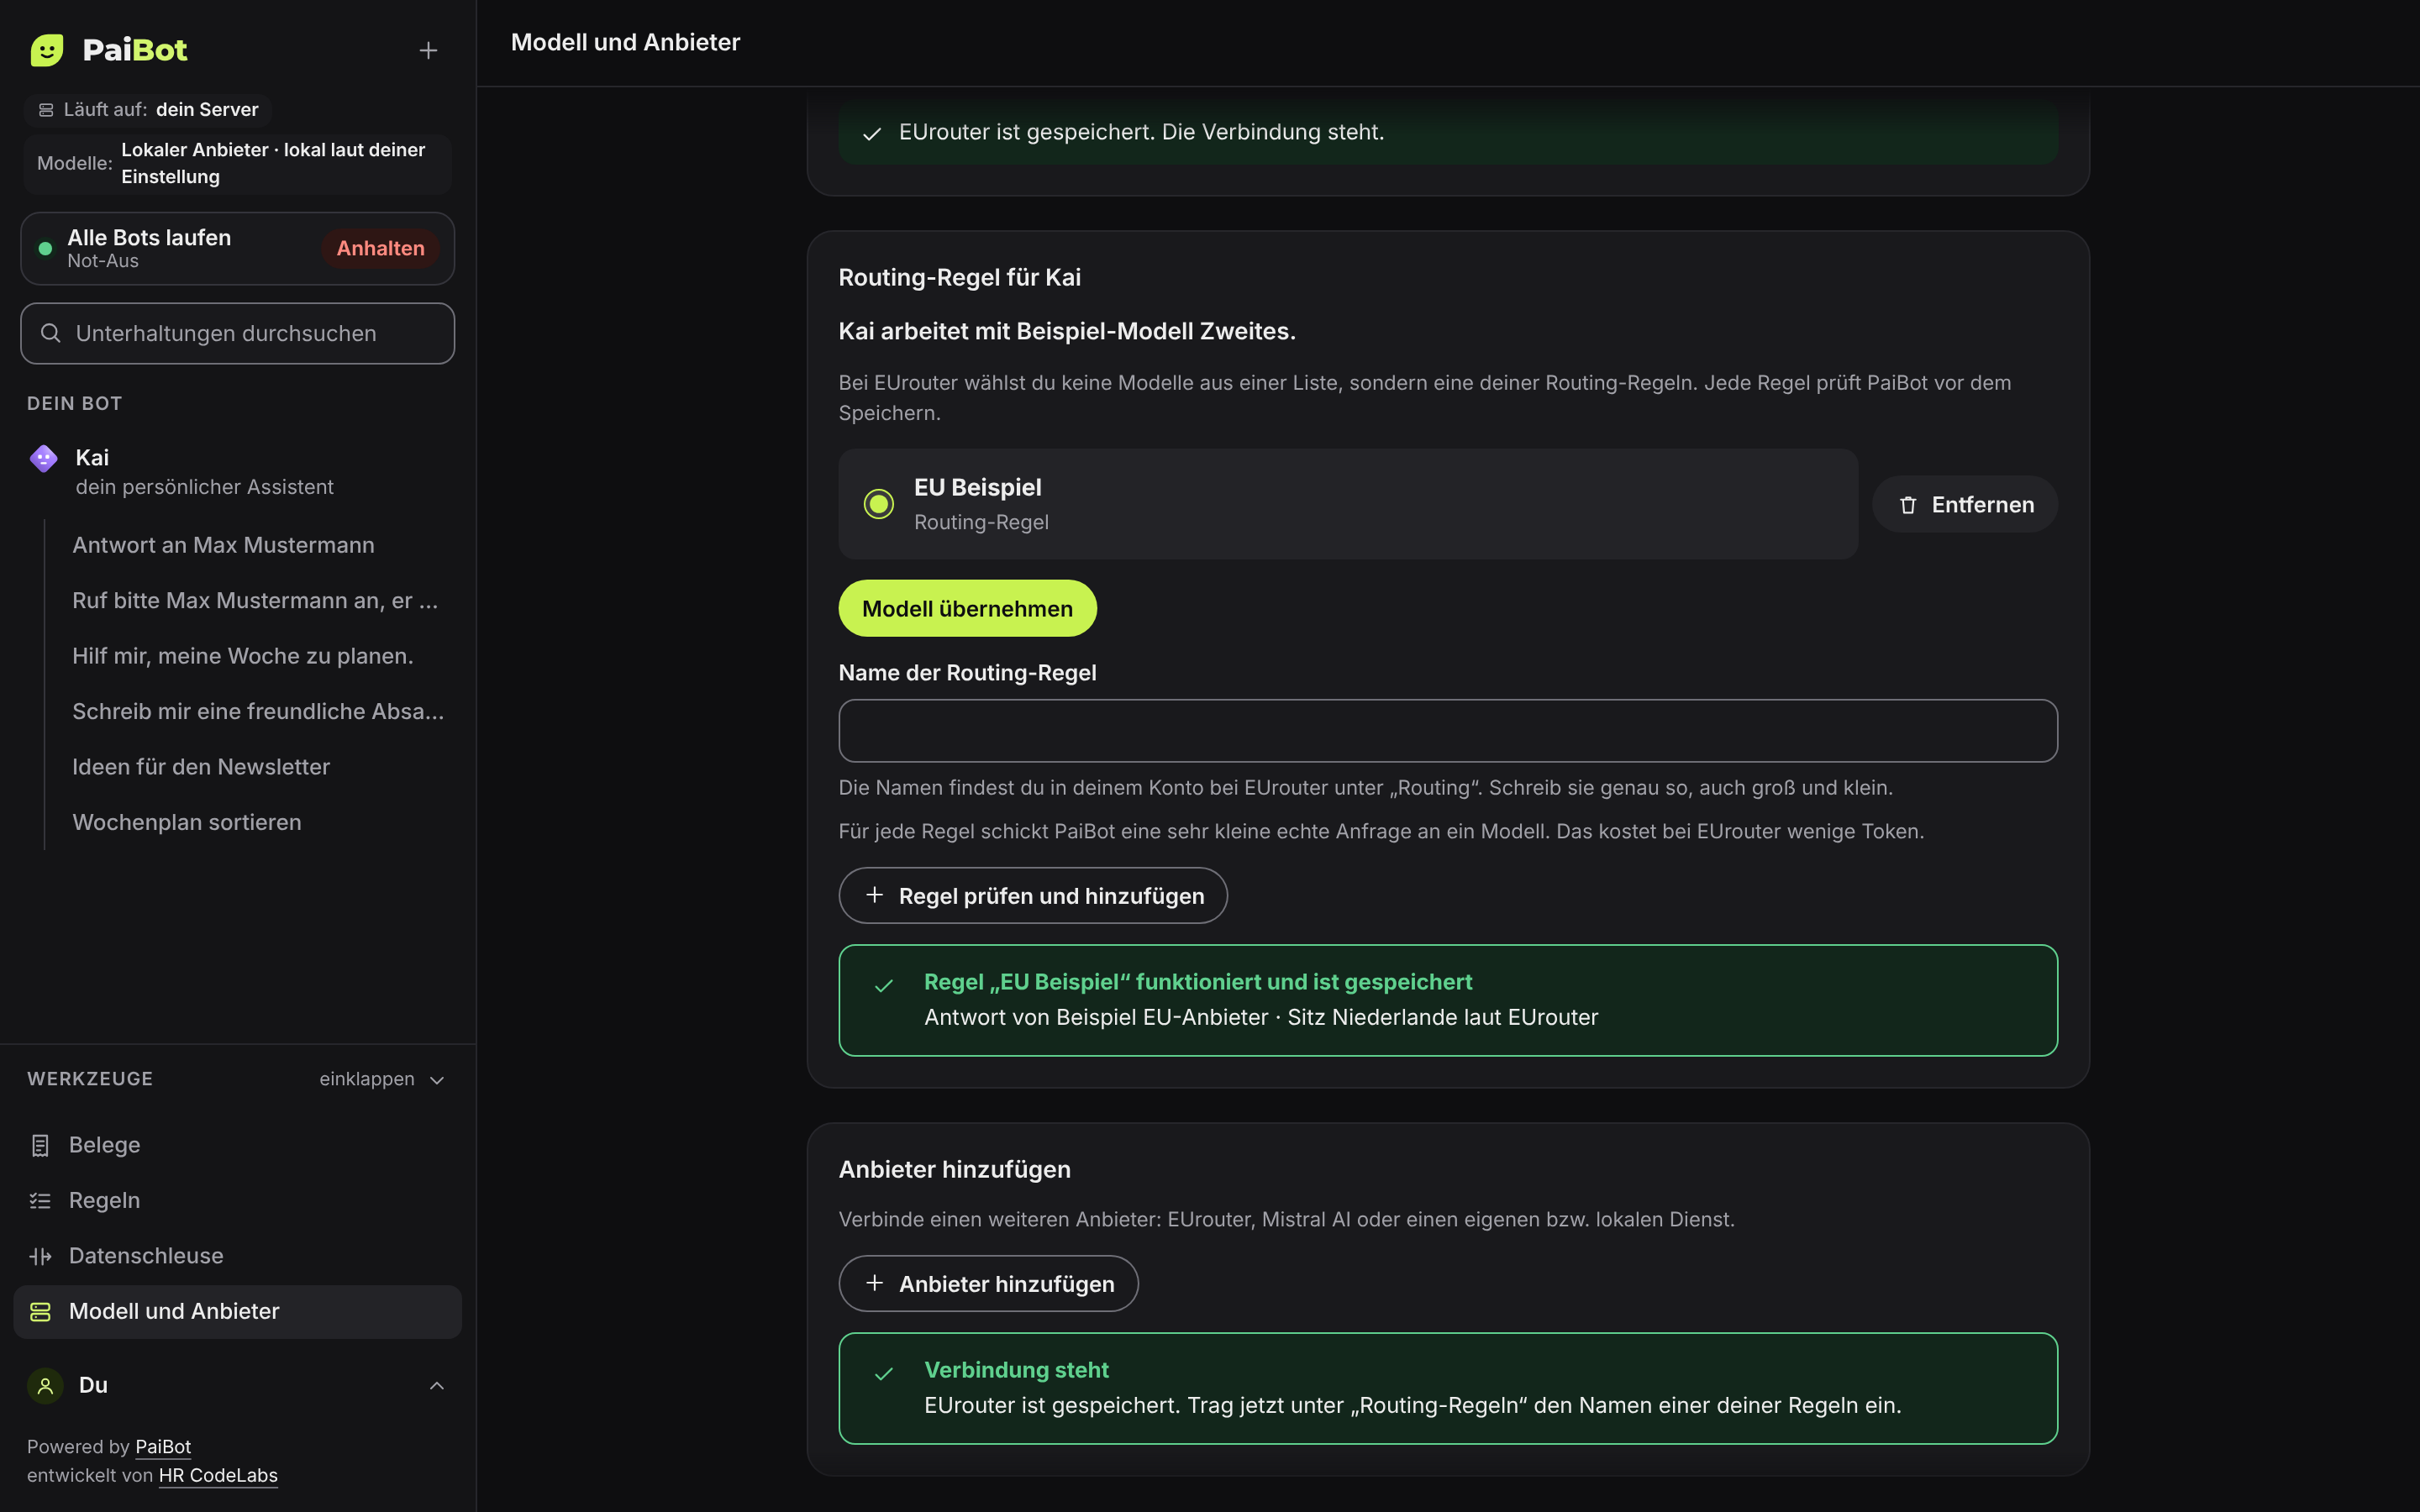 PaiBot
Läuft auf: dein Server
Modelle: Lokaler Anbieter · lokal laut deiner
Einstellung
Alle Bots laufen
Not-Aus
Anhalten
Unterhaltungen durchsuchen
DEIN BOT
Kai
dein persönlicher Assistent
Antwort an Max Mustermann
Ruf bitte Max Mustermann an, er ...
Hilf mir, meine Woche zu planen.
Schreib mir eine freundliche Absa...
Ideen für den Newsletter
Wochenplan sortieren
WERKZEUGE
einklappen
Belege
Regeln
Datenschleuse
Modell und Anbieter
Du
Powered by PaiBot
entwickelt von HR CodeLabs
Modell und Anbieter
EUrouter ist gespeichert. Die Verbindung steht.
Routing-Regel für Kai
Kai arbeitet mit Beispiel-Modell Zweites.
Bei EUrouter wählst du keine Modelle aus einer Liste, sondern eine deiner Routing-Regeln. Jede Regel prüft PaiBot vor dem
Speichern.
EU Beispiel
Routing-Regel
Entfernen
Modell übernehmen
Name der Routing-Regel
Die Namen findest du in deinem Konto bei EUrouter unter „Routing“. Schreib sie genau so, auch groß und klein.
Für jede Regel schickt PaiBot eine sehr kleine echte Anfrage an ein Modell. Das kostet bei EUrouter wenige Token.
Regel prüfen und hinzufügen
Regel „EU Beispiel“ funktioniert und ist gespeichert
Antwort von Beispiel EU-Anbieter · Sitz Niederlande laut EUrouter
Anbieter hinzufügen
Verbinde einen weiteren Anbieter: EUrouter, Mistral AI oder einen eigenen bzw. lokalen Dienst.
Anbieter hinzufügen
Verbindung steht
EUrouter ist gespeichert. Trag jetzt unter „Routing-Regeln“ den Namen einer deiner Regeln ein.